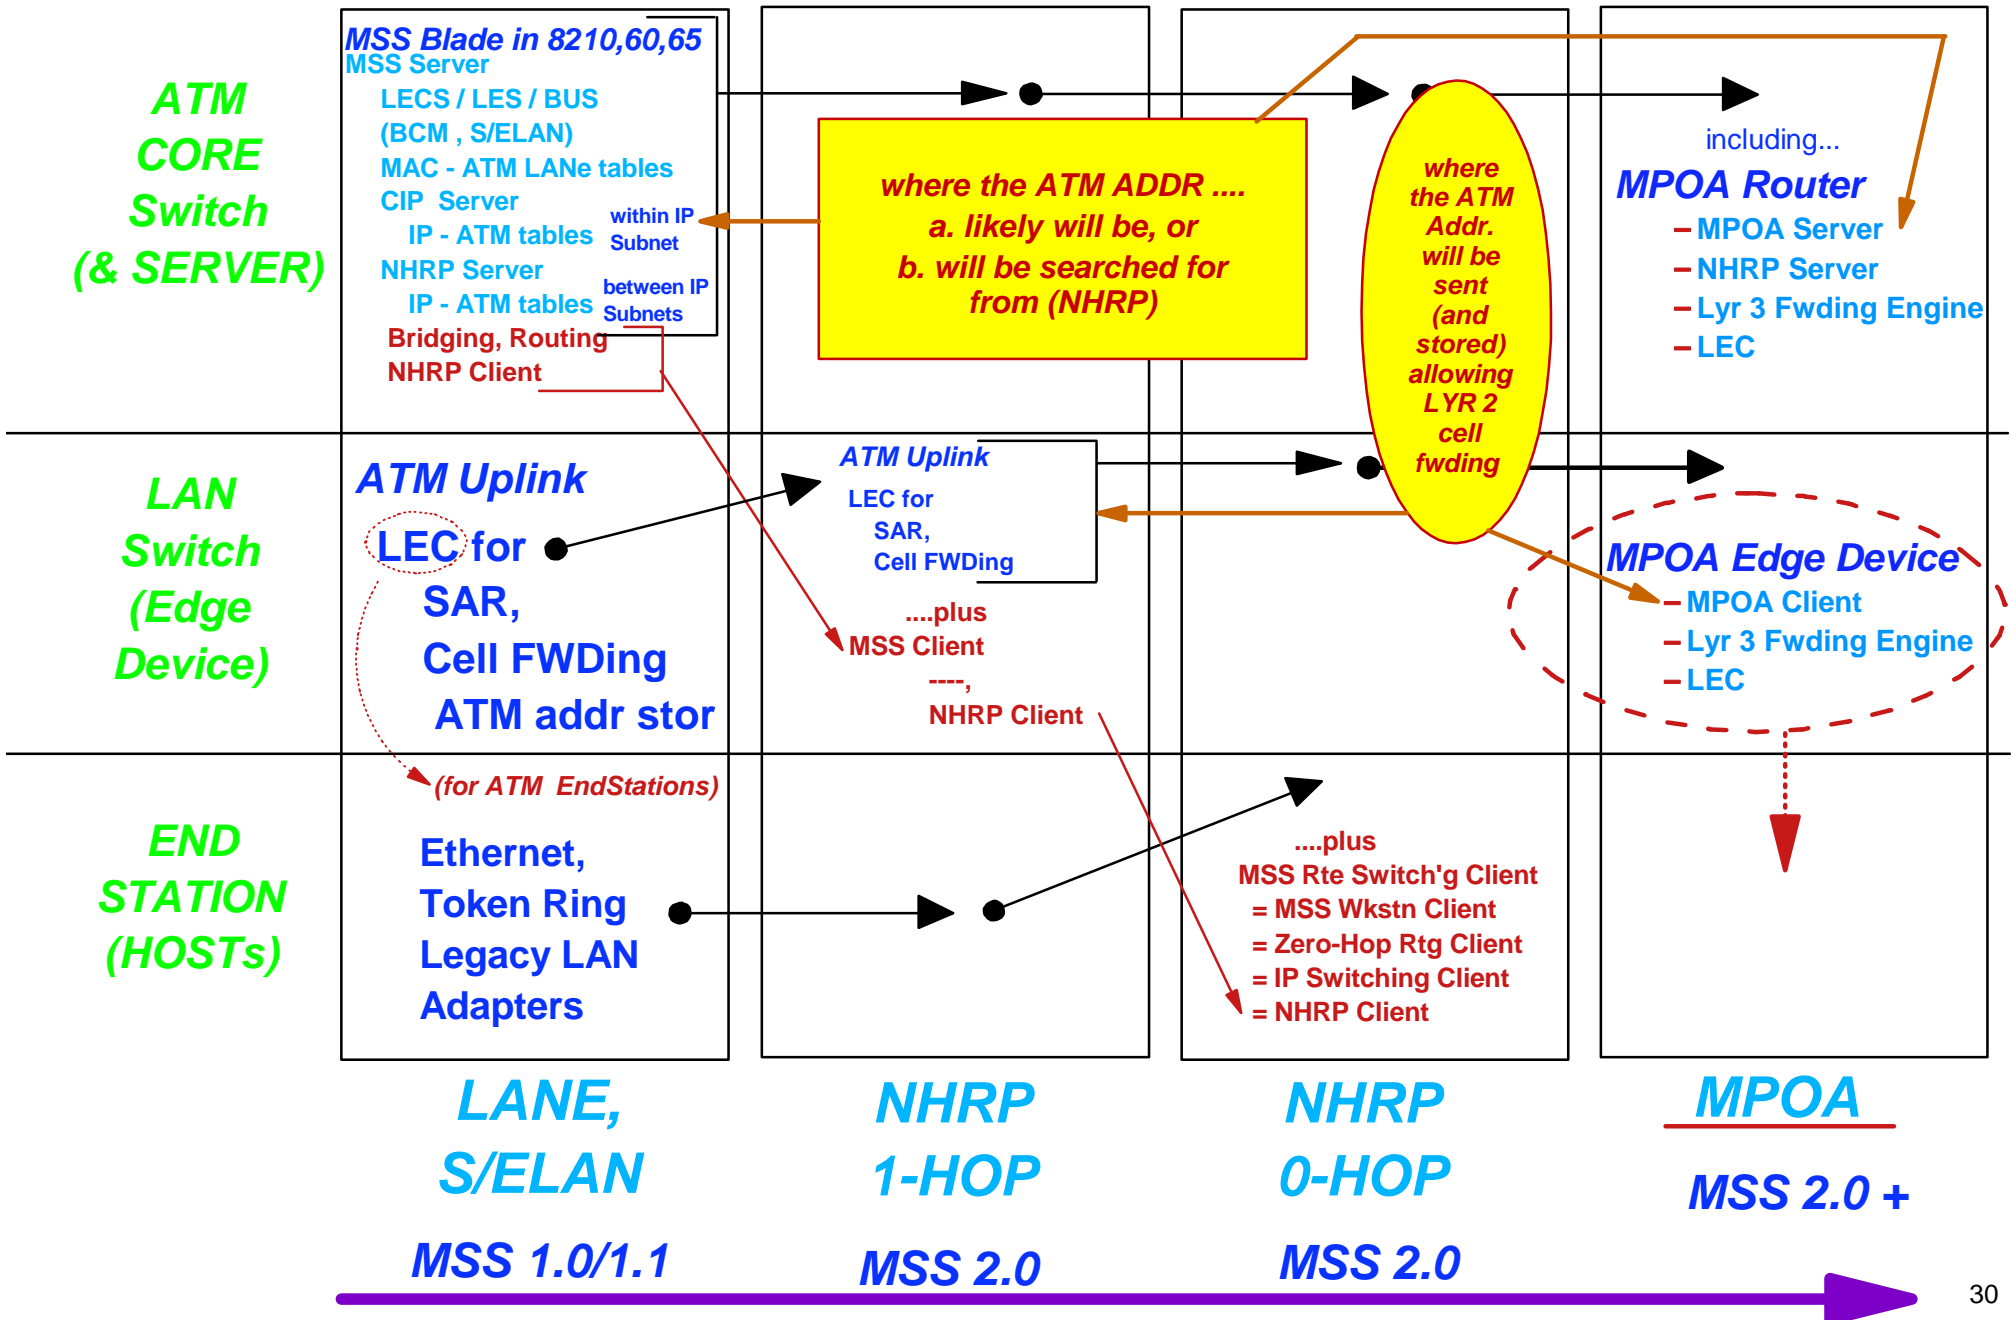 ATM
CORE
Switch
(& SERVER)
MSS Blade in 8210,60,65
MSS Server
LECS / LES / BUS
(BCM , S/ELAN)
MAC - ATM LANe tables
CIP Server
IP - ATM tables
within IP
Subnet
NHRP Server
IP - ATM tables
between IP
Subnets
Bridging, Routing
NHRP Client
where the ATM ADDR ....
a. likely will be, or
b. will be searched for
from (NHRP)
where
the ATM
Addr.
will be
sent
(and
stored)
allowing
LYR 2
cell
fwding
including...
MPOA Router
– MPOA Server
– NHRP Server
– Lyr 3 Fwding Engine
– LEC
LAN
Switch
(Edge
Device)
ATM Uplink
LEC for
SAR,
Cell FWDing
ATM addr stor
ATM Uplink
LEC for
SAR,
Cell FWDing
....plus
MSS Client
----,
NHRP Client
MPOA Edge Device
– MPOA Client
– Lyr 3 Fwding Engine
– LEC
END
STATION
(HOSTs)
(for ATM EndStations)
Ethernet,
Token Ring
Legacy LAN
Adapters
....plus
MSS Rte Switch'g Client
= MSS Wkstn Client
= Zero-Hop Rtg Client
= IP Switching Client
= NHRP Client
LANE,
S/ELAN
MSS 1.0/1.1
NHRP
1-HOP
MSS 2.0
NHRP
0-HOP
MSS 2.0
MPOA
MSS 2.0 +
30